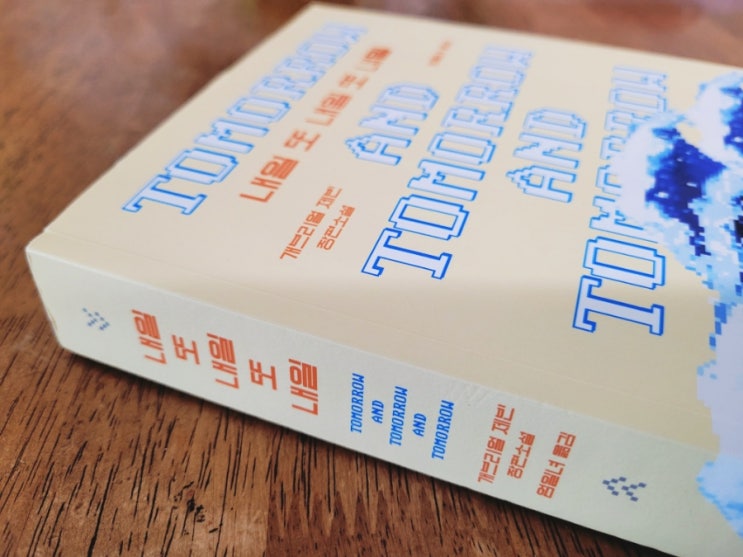 TOMORROW
내일 또 내일 또 내일
AND
TOMORROW
AND
TOMORROW
개브리얼 제빈
장편소설
내일
또
내일
또
내일
TOMORROW
AND
TOMORROW
AND
TOMORROW
개브리얼 제빈
장편소설
엄일녀 옮김